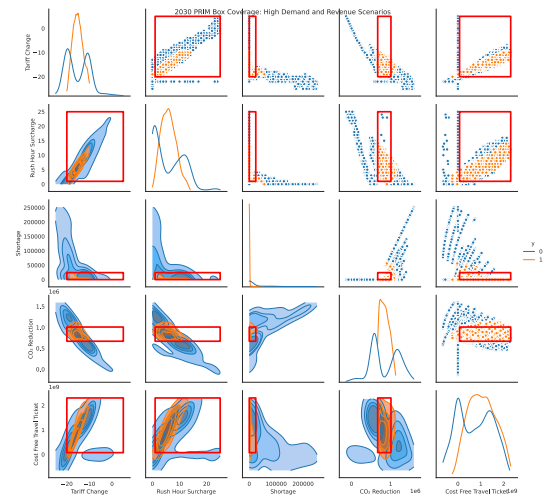 2030 PRIM Box Coverage: High Demand and Revenue Scenarios
Tariff Change
0
−10
−20
Rush Hour Surcharge
25
20
15
10
5
0
Shortage
250000
200000
150000
100000
50000
0
y
0
1
1e6
CO₂ Reduction
1.5
1.0
0.5
0.0
1e9
Cost Free Travel Ticket
2
1
0
−20 −10 0
Tariff Change
0 10 20
Rush Hour Surcharge
0 100000 200000
Shortage
0 1
1e6
CO₂ Reduction
0 1 2
1e9
Cost Free Travel Ticket